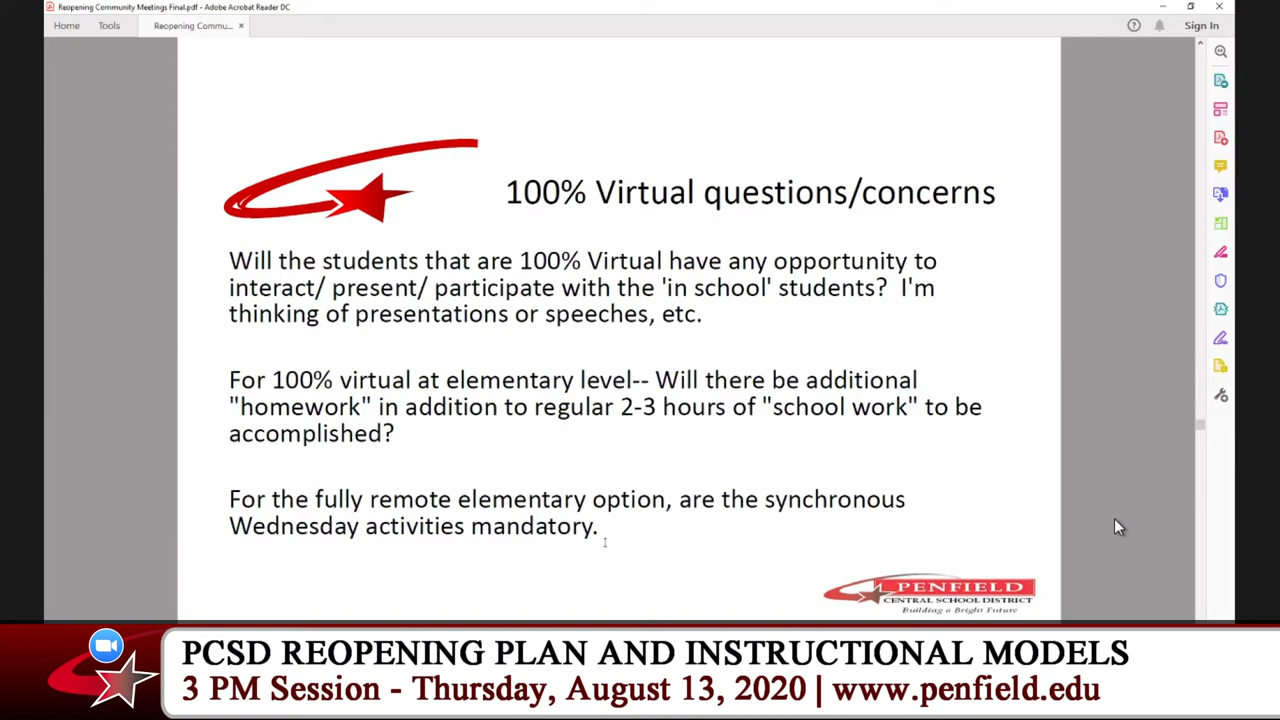 Reopening Community Meetings Final.pdf - Adobe Acrobat Reader DC
Home Tools Reopening Commu... × Sign In
100% Virtual questions/concerns
Will the students that are 100% Virtual have any opportunity to
interact/ present/ participate with the 'in school' students?  I'm
thinking of presentations or speeches, etc.
For 100% virtual at elementary level-- Will there be additional
"homework" in addition to regular 2-3 hours of "school work" to be
accomplished?
For the fully remote elementary option, are the synchronous
Wednesday activities mandatory.
PENFIELD
CENTRAL SCHOOL DISTRICT
Building a Bright Future
PCSD REOPENING PLAN AND INSTRUCTIONAL MODELS
3 PM Session - Thursday, August 13, 2020 | www.penfield.edu